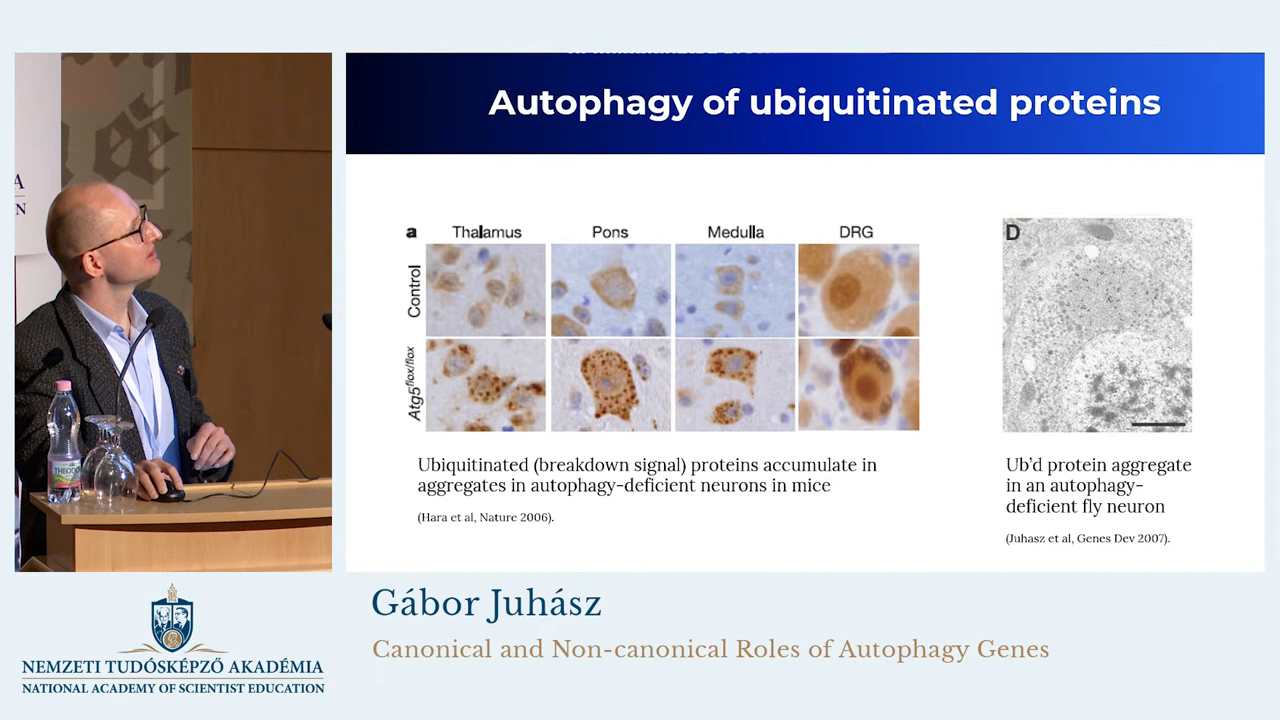 Autophagy of ubiquitinated proteins
a
Thalamus
Pons
Medulla
DRG
Control
Atg5flox/flox
D
Ubiquitinated (breakdown signal) proteins accumulate in
aggregates in autophagy-deficient neurons in mice
(Hara et al, Nature 2006).
Ub'd protein aggregate
in an autophagy-
deficient fly neuron
(Juhasz et al, Genes Dev 2007).
A
N
THEODORA
Gábor Juhász
Canonical and Non-canonical Roles of Autophagy Genes
NEMZETI TUDÓSKÉPZŐ AKADÉMIA
NATIONAL ACADEMY OF SCIENTIST EDUCATION